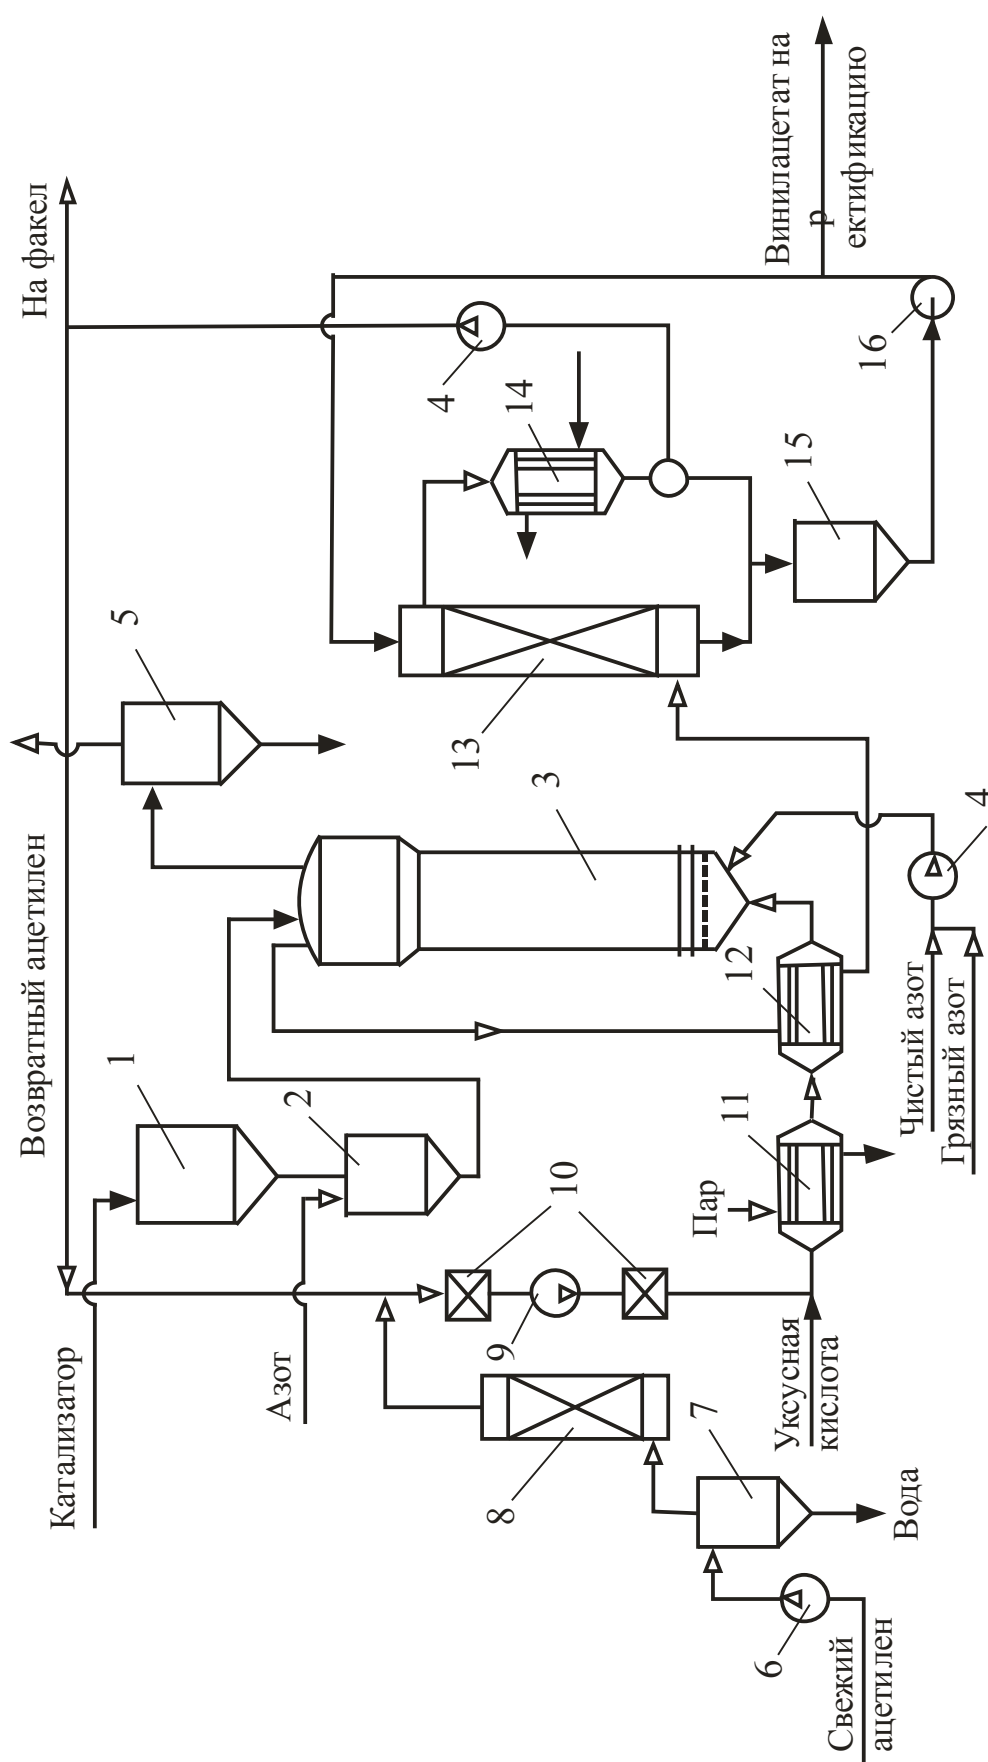 На факел
Возвратный ацетилен
Винилацетат на
р
ектификацию
Катализатор
Азот
Пар
Чистый азот
Грязный азот
Уксусная
кислота
Вода
Свежий
ацетилен
1
2
3
4
4
5
6
7
8
9
10
11
12
13
14
15
16